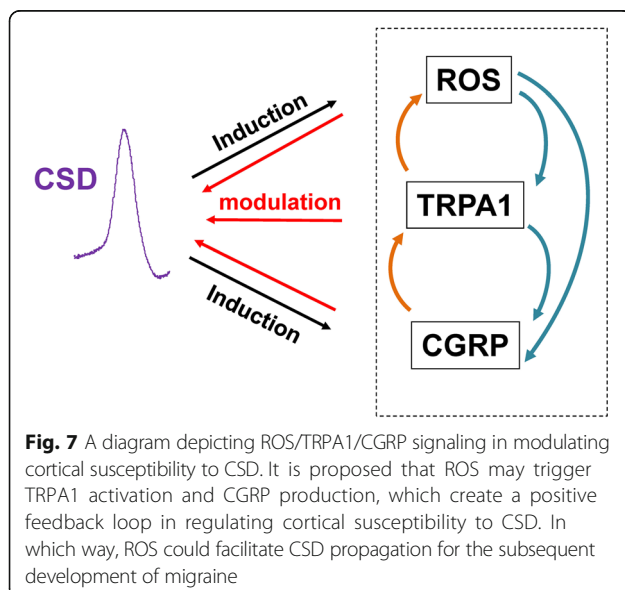 ROS
Induction
CSD
modulation
TRPA1
Induction
CGRP
Fig. 7 A diagram depicting ROS/TRPA1/CGRP signaling in modulating
cortical susceptibility to CSD. It is proposed that ROS may trigger
TRPA1 activation and CGRP production, which create a positive
feedback loop in regulating cortical susceptibility to CSD. In
which way, ROS could facilitate CSD propagation for the subsequent
development of migraine